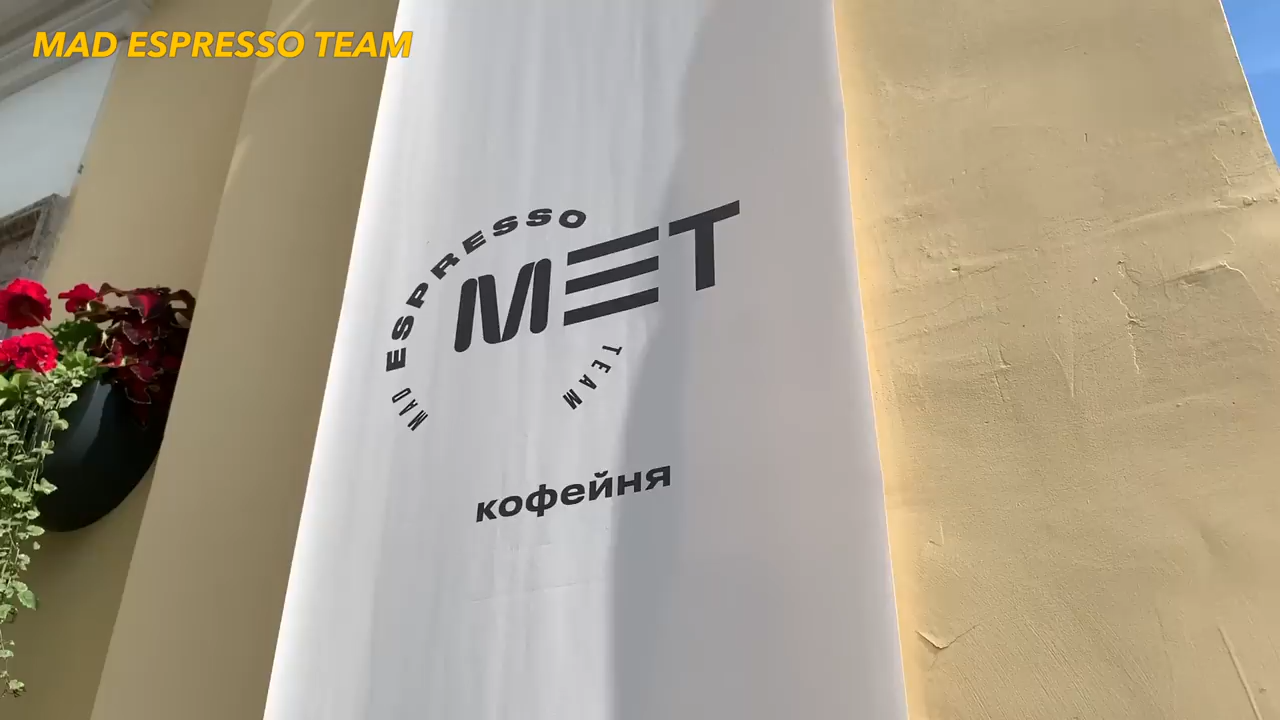 MAD ESPRESSO TEAM
MAD ESPRESSO TEAM
MET
кофейня